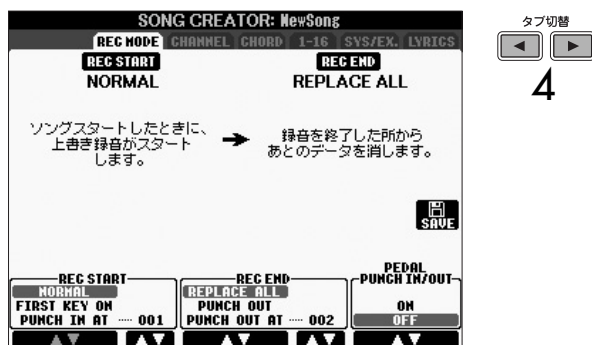 SONG CREATOR: NewSong
REC MODE CHANNEL CHORD 1-16 SYS/EX. LYRICS
REC START
NORMAL
REC END
REPLACE ALL
ソングスタートしたときに、
上書き録音がスタート
します。
録音を終了した所から
あとのデータを消します。
SAVE
REC START
NORMAL
FIRST KEY ON
PUNCH IN AT ····· 001
REC END
REPLACE ALL
PUNCH OUT
PUNCH OUT AT ···· 002
PEDAL
PUNCH IN/OUT
ON
OFF
タブ切替
4